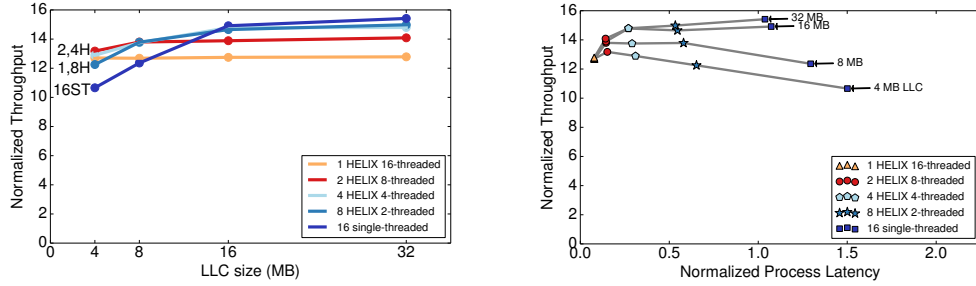 16
14
12
10
8
6
4
2
0
Normalized Throughput
2,4H
1,8H
16ST
1 HELIX 16-threaded
2 HELIX 8-threaded
4 HELIX 4-threaded
8 HELIX 2-threaded
16 single-threaded
0 4 8 16 32
LLC size (MB)
16
14
12
10
8
6
4
2
0
Normalized Throughput
32 MB
16 MB
8 MB
4 MB LLC
1 HELIX 16-threaded
2 HELIX 8-threaded
4 HELIX 4-threaded
8 HELIX 2-threaded
16 single-threaded
0.0 0.5 1.0 1.5 2.0
Normalized Process Latency